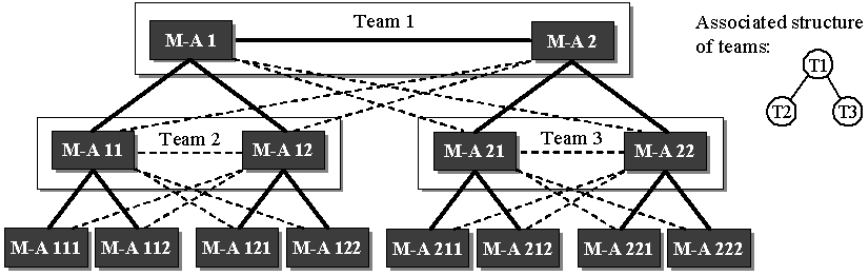 Team 1
M-A 1
M-A 2
Associated structure
of teams:
T1
T2
T3
Team 2
M-A 11
M-A 12
Team 3
M-A 21
M-A 22
M-A 111
M-A 112
M-A 121
M-A 122
M-A 211
M-A 212
M-A 221
M-A 222